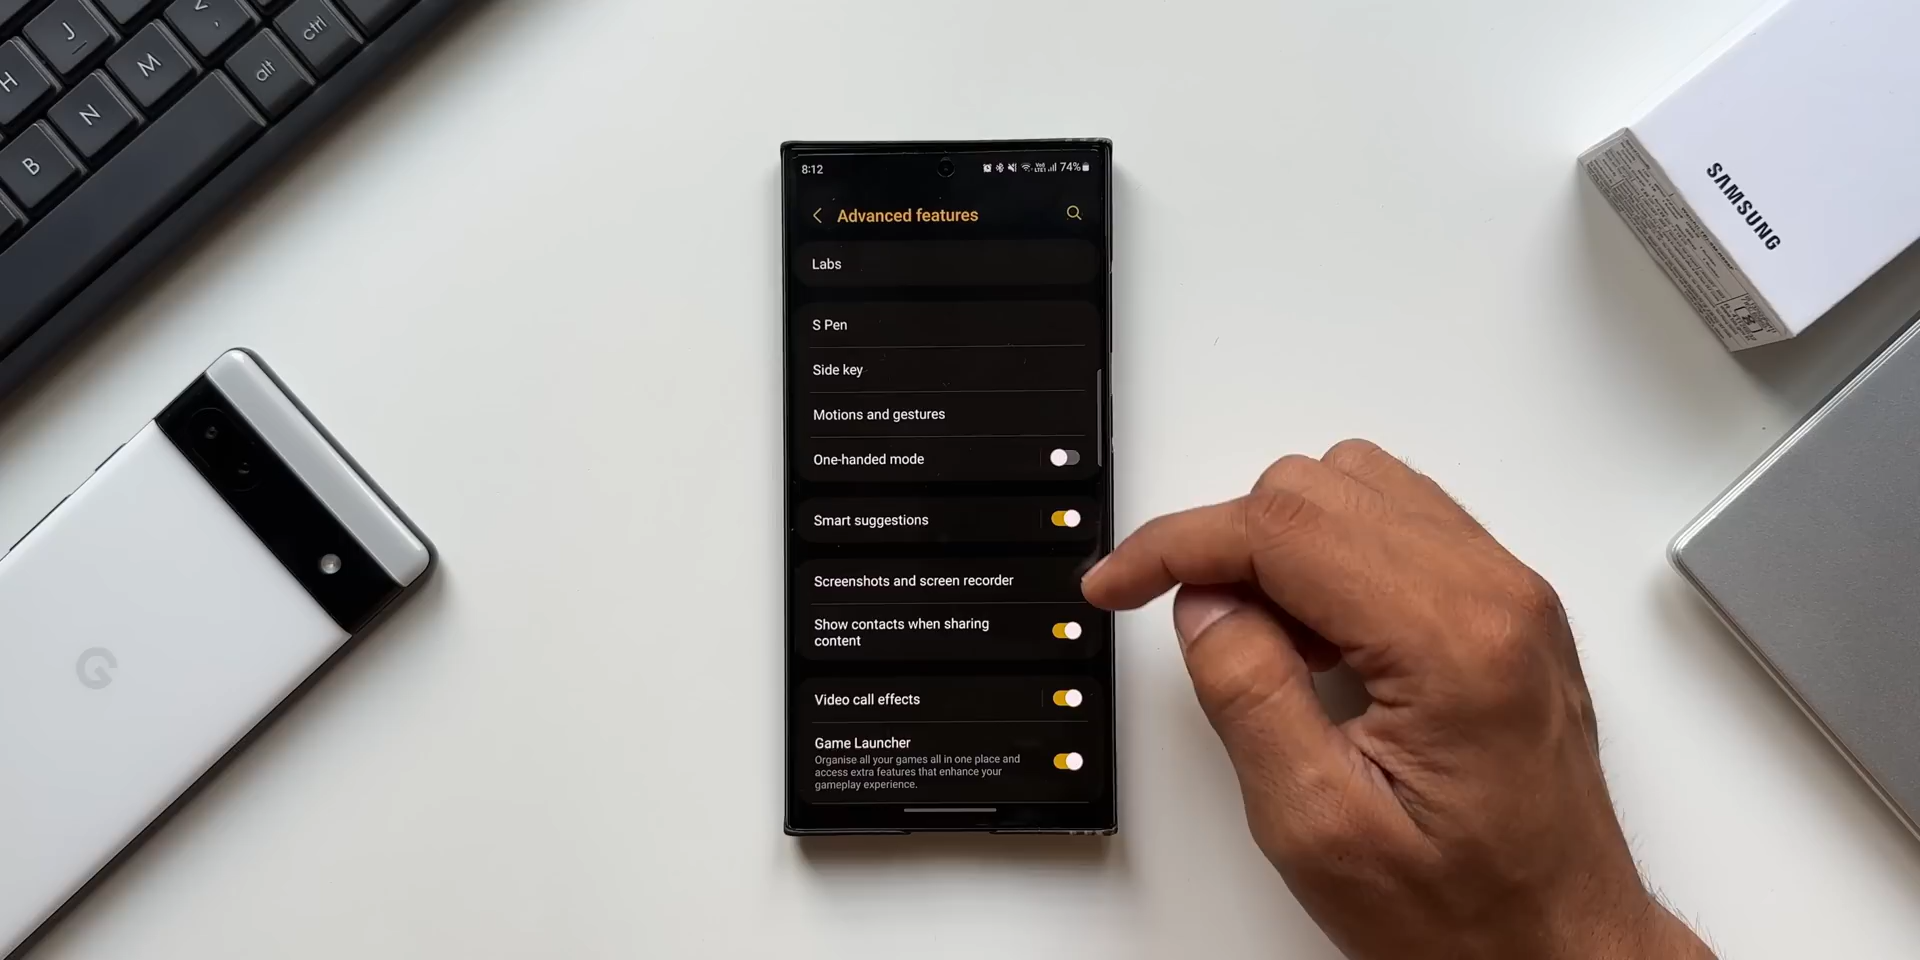 J
H
N
M
B
alt
ctrl
8:12
74%
Advanced features
Labs
S Pen
Side key
Motions and gestures
One-handed mode
Smart suggestions
Screenshots and screen recorder
Show contacts when sharing
content
Video call effects
Game Launcher
Organise all your games all in one place and
access extra features that enhance your
gameplay experience.
SAMSUNG
G